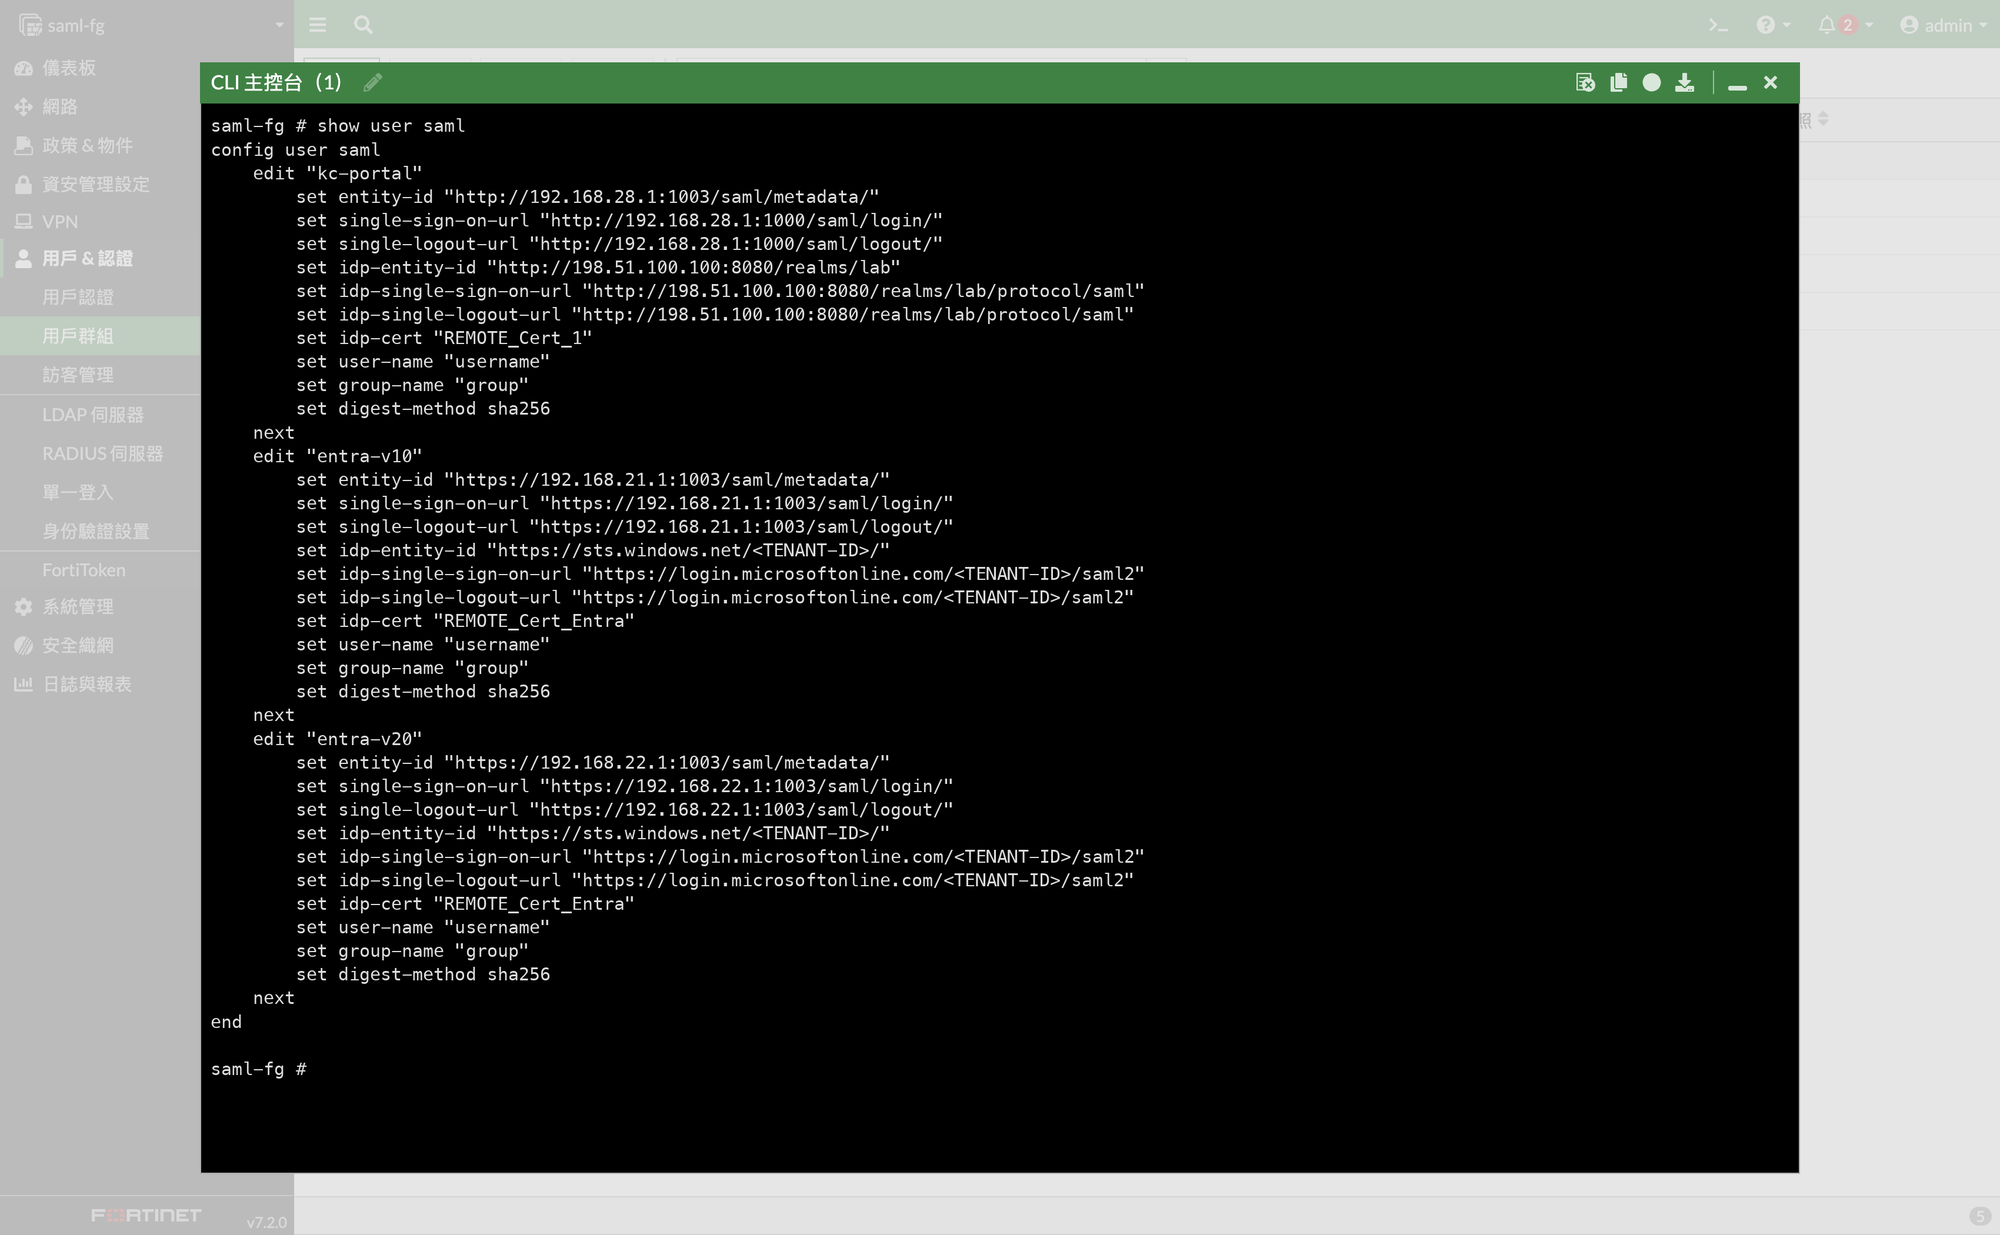 saml-fg
2
admin
儀表板
網路
政策 & 物件
資安管理設定
VPN
用戶 & 認證
用戶認證
用戶群組
訪客管理
LDAP 伺服器
RADIUS 伺服器
單一登入
身份驗證設置
FortiToken
系統管理
安全織網
日誌與報表
FORTINET
v7.2.0
CLI 主控台 (1)
saml-fg # show user saml
config user saml
    edit "kc-portal"
        set entity-id "http://192.168.28.1:1003/saml/metadata/"
        set single-sign-on-url "http://192.168.28.1:1000/saml/login/"
        set single-logout-url "http://192.168.28.1:1000/saml/logout/"
        set idp-entity-id "http://198.51.100.100:8080/realms/lab"
        set idp-single-sign-on-url "http://198.51.100.100:8080/realms/lab/protocol/saml"
        set idp-single-logout-url "http://198.51.100.100:8080/realms/lab/protocol/saml"
        set idp-cert "REMOTE_Cert_1"
        set user-name "username"
        set group-name "group"
        set digest-method sha256
    next
    edit "entra-v10"
        set entity-id "https://192.168.21.1:1003/saml/metadata/"
        set single-sign-on-url "https://192.168.21.1:1003/saml/login/"
        set single-logout-url "https://192.168.21.1:1003/saml/logout/"
        set idp-entity-id "https://sts.windows.net/<TENANT-ID>/"
        set idp-single-sign-on-url "https://login.microsoftonline.com/<TENANT-ID>/saml2"
        set idp-single-logout-url "https://login.microsoftonline.com/<TENANT-ID>/saml2"
        set idp-cert "REMOTE_Cert_Entra"
        set user-name "username"
        set group-name "group"
        set digest-method sha256
    next
    edit "entra-v20"
        set entity-id "https://192.168.22.1:1003/saml/metadata/"
        set single-sign-on-url "https://192.168.22.1:1003/saml/login/"
        set single-logout-url "https://192.168.22.1:1003/saml/logout/"
        set idp-entity-id "https://sts.windows.net/<TENANT-ID>/"
        set idp-single-sign-on-url "https://login.microsoftonline.com/<TENANT-ID>/saml2"
        set idp-single-logout-url "https://login.microsoftonline.com/<TENANT-ID>/saml2"
        set idp-cert "REMOTE_Cert_Entra"
        set user-name "username"
        set group-name "group"
        set digest-method sha256
    next
end
saml-fg #
照
5